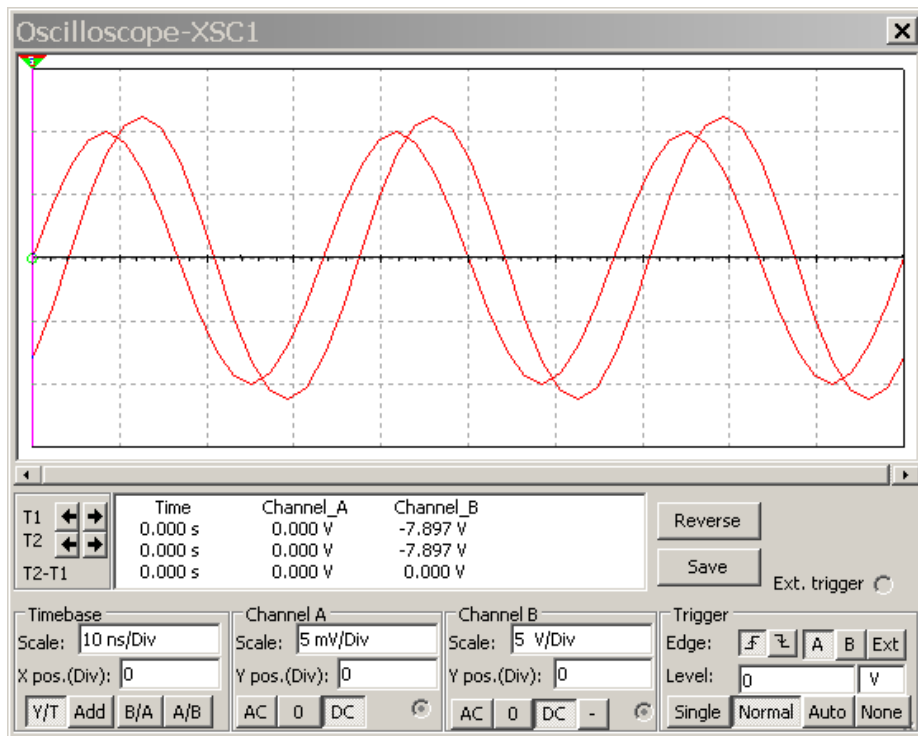 Oscilloscope-XSC1
T1
T2
T2-T1
Time Channel_A Channel_B
0.000 s 0.000 V -7.897 V
0.000 s 0.000 V -7.897 V
0.000 s 0.000 V 0.000 V
Reverse
Save
Ext. trigger
Timebase
Scale: 10 ns/Div
X pos.(Div): 0
Y/T Add B/A A/B
Channel A
Scale: 5 mV/Div
Y pos.(Div): 0
AC 0 DC
Channel B
Scale: 5 V/Div
Y pos.(Div): 0
AC 0 DC -
Trigger
Edge: A B Ext
Level: 0 V
Single Normal Auto None